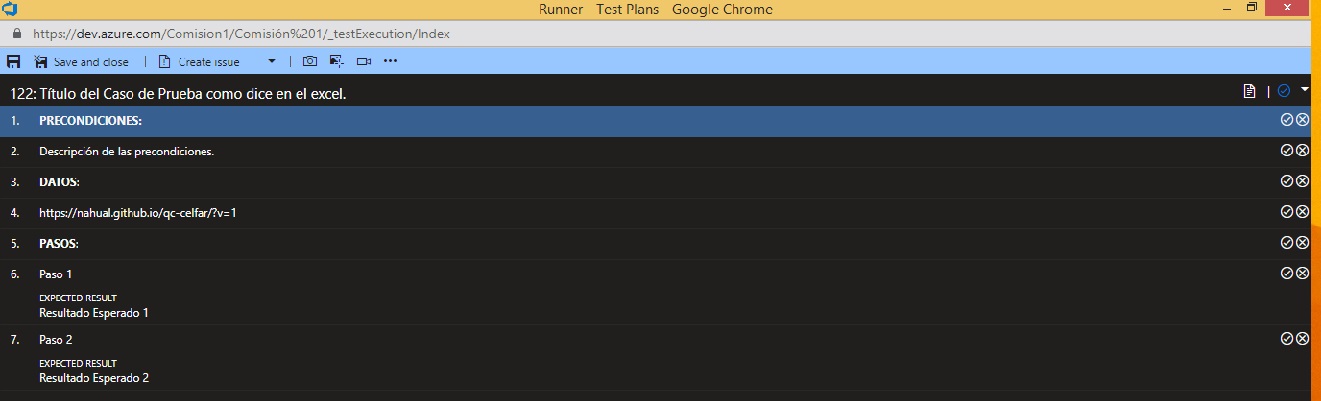 Runner - Test Plans - Google Chrome
https://dev.azure.com/Comision1/Comisión%201/_testExecution/Index
Save and close | Create issue
122: Título del Caso de Prueba como dice en el excel.
1. PRECONDICIONES:
2. Descripción de las precondiciones.
3. DATOS:
4. https://nahual.github.io/qc-celfar/?v=1
5. PASOS:
6. Paso 1
EXPECTED RESULT
Resultado Esperado 1
7. Paso 2
EXPECTED RESULT
Resultado Esperado 2